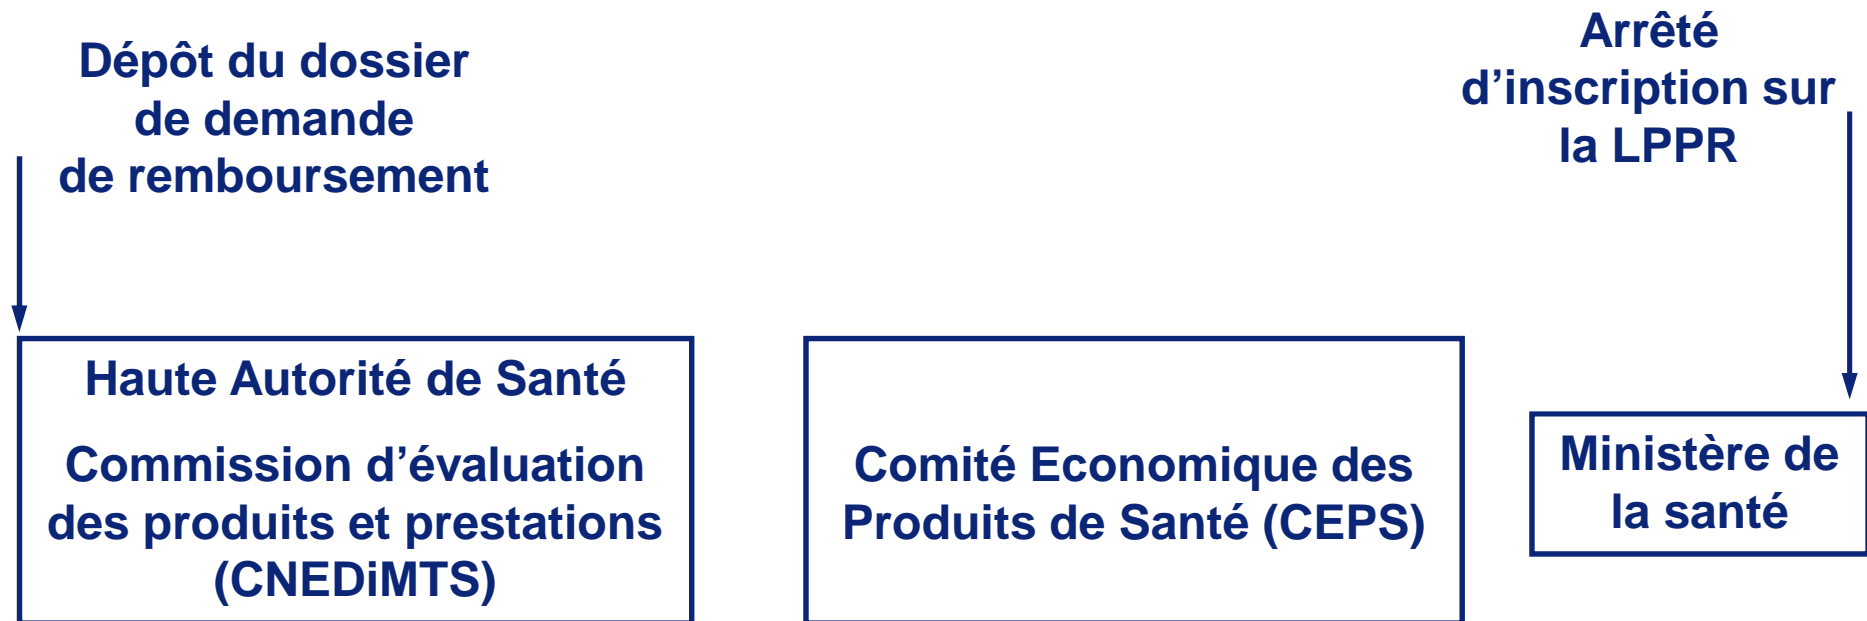 Dépôt du dossier
de demande
de remboursement
Arrêté
d’inscription sur
la LPPR
Haute Autorité de Santé
Commission d’évaluation
des produits et prestations
(CNEDiMTS)
Comité Economique des
Produits de Santé (CEPS)
Ministère de
la santé